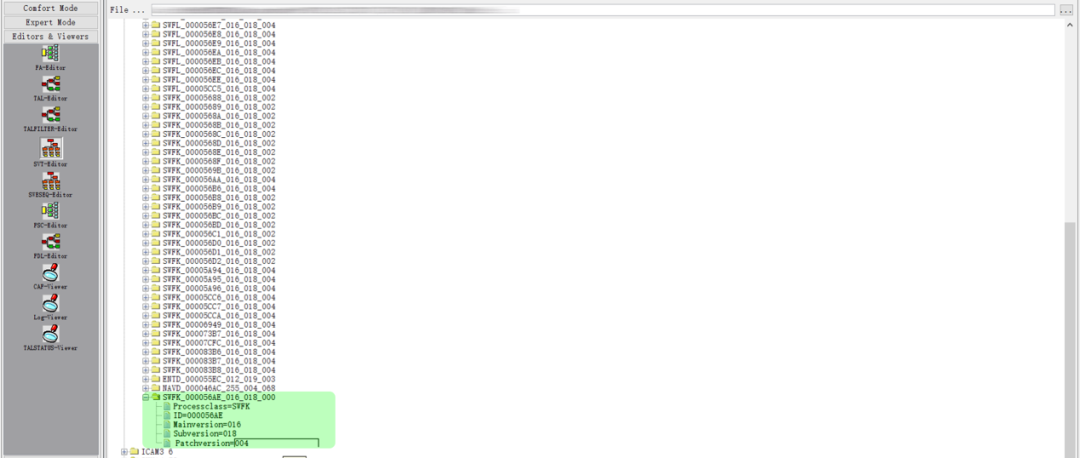 Comfort Mode
Expert Mode
Editors & Viewers
FA-Editor
TAL-Editor
TALFILTER-Editor
SVT-Editor
SVBSEQ-Editor
FSC-Editor
FDL-Editor
CAF-Viewer
Log-Viewer
TALSTATUS-Viewer
File ...
...
SWFL_000056E7_016_018_004
SWFL_000056E8_016_018_004
SWFL_000056E9_016_018_004
SWFL_000056EA_016_018_004
SWFL_000056EB_016_018_004
SWFL_000056EC_016_018_004
SWFL_000056EE_016_018_004
SWFL_00005CC5_016_018_004
SWFK_00005688_016_018_002
SWFK_00005689_016_018_002
SWFK_0000568A_016_018_002
SWFK_0000568B_016_018_002
SWFK_0000568C_016_018_002
SWFK_0000568D_016_018_002
SWFK_0000568E_016_018_002
SWFK_0000568F_016_018_002
SWFK_0000569B_016_018_002
SWFK_000056AA_016_018_004
SWFK_000056B6_016_018_004
SWFK_000056B8_016_018_002
SWFK_000056B9_016_018_002
SWFK_000056BC_016_018_002
SWFK_000056BD_016_018_002
SWFK_000056C1_016_018_002
SWFK_000056D0_016_018_002
SWFK_000056D1_016_018_002
SWFK_000056D2_016_018_002
SWFK_00005A94_016_018_004
SWFK_00005A95_016_018_004
SWFK_00005A96_016_018_004
SWFK_00005CC6_016_018_004
SWFK_00005CC7_016_018_004
SWFK_00005CCA_016_018_004
SWFK_00006949_016_018_004
SWFK_000073B7_016_018_004
SWFK_00007CFC_016_018_004
SWFK_000083B6_016_018_004
SWFK_000083B7_016_018_004
SWFK_000083B8_016_018_004
ENTD_000055EC_012_019_003
NAVD_000046AC_255_004_068
SWFK_000056AE_016_018_000
Processclass=SWFK
ID=000056AE
Mainversion=016
Subversion=018
Patchversion=004
ICAM3 6